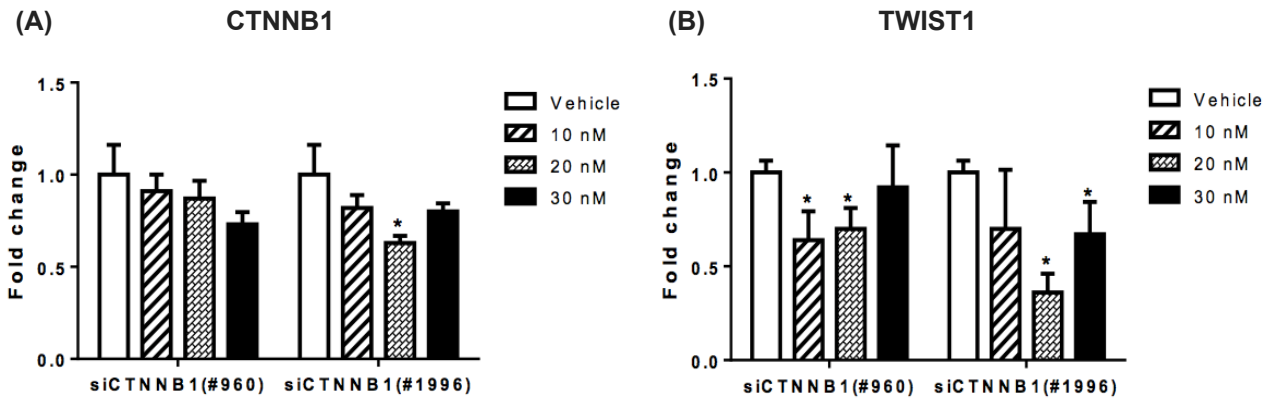 (A) CTNNB1
1.5
1.0
0.5
0.0
Fold change
*
Vehicle
10 nM
20 nM
30 nM
siCTNNB1(#960) siCTNNB1(#1996)
(B) TWIST1
1.5
1.0
0.5
0.0
Fold change
* * * *
Vehicle
10 nM
20 nM
30 nM
siCTNNB1(#960) siCTNNB1(#1996)